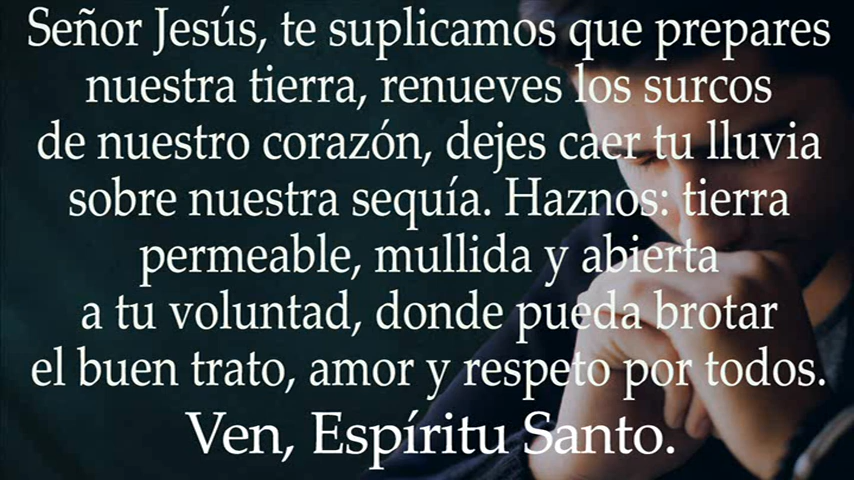 Señor Jesús, te suplicamos que prepares
nuestra tierra, renueves los surcos
de nuestro corazón, dejes caer tu lluvia
sobre nuestra sequía. Haznos: tierra
permeable, mullida y abierta
a tu voluntad, donde pueda brotar
el buen trato, amor y respeto por todos.
Ven, Espíritu Santo.